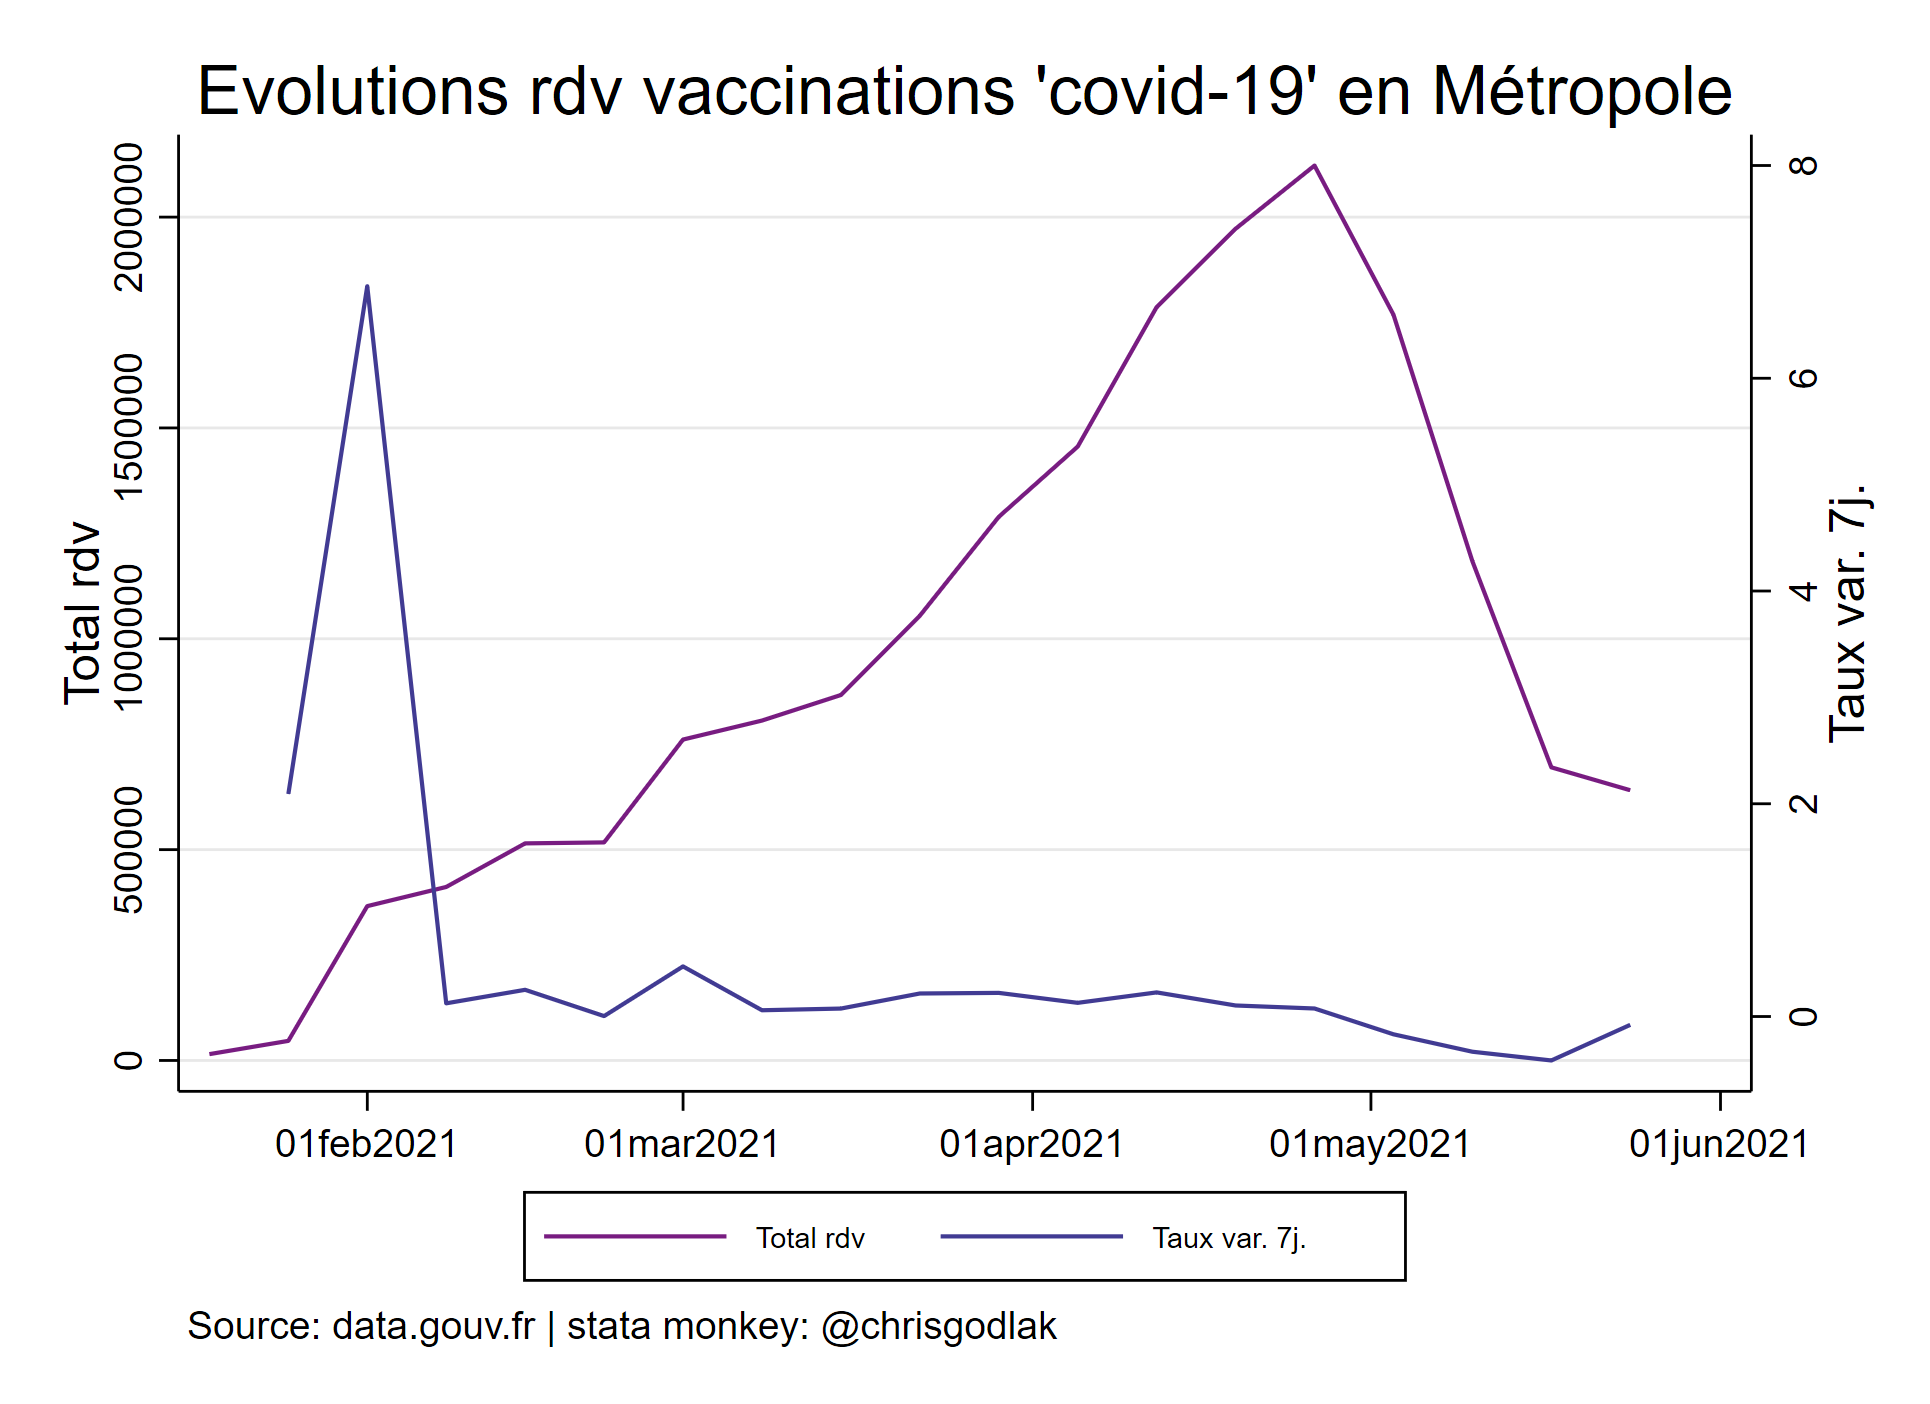 Evolutions rdv vaccinations 'covid-19' en Métropole
Total rdv
2000000
1500000
1000000
500000
0
8
6
4
2
0
Taux var. 7j.
01feb2021 01mar2021 01apr2021 01may2021 01jun2021
Total rdv Taux var. 7j.
Source: data.gouv.fr | stata monkey: @chrisgodlak